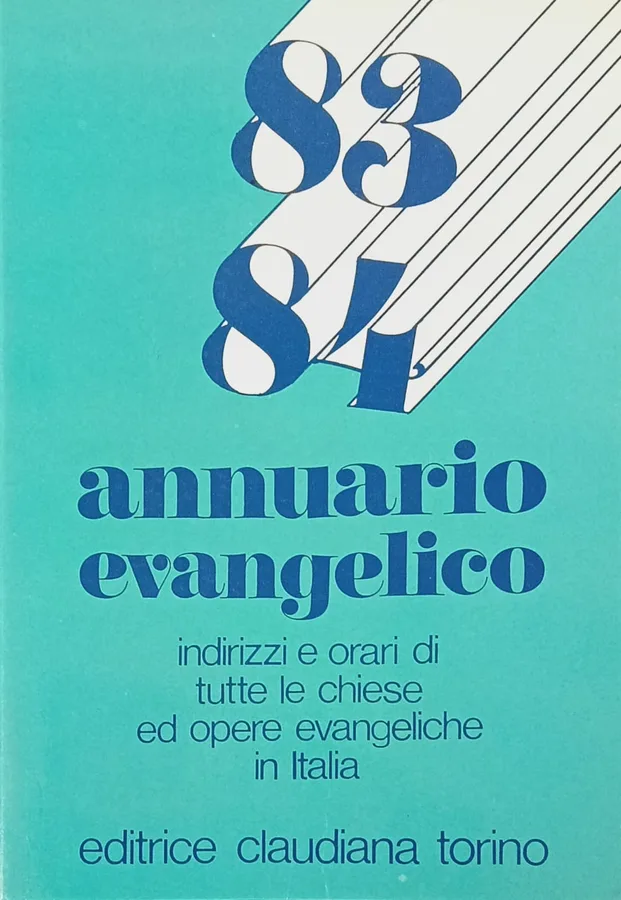 83
84
annuario
evangelico
indirizzi e orari di
tutte le chiese
ed opere evangeliche
in Italia
editrice claudiana torino